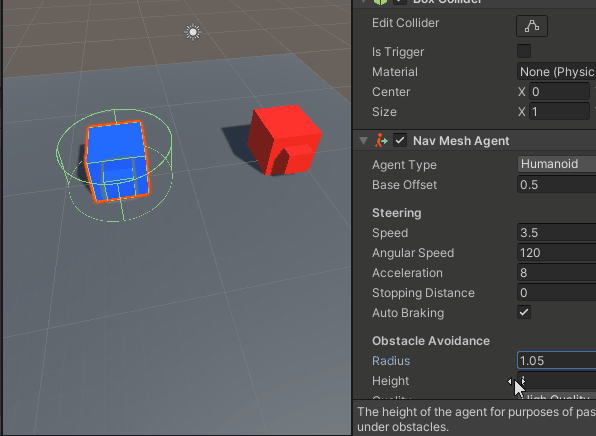 Box Collider
Edit Collider
Is Trigger
Material None (Physic
Center X 0
Size X 1
Nav Mesh Agent
Agent Type Humanoid
Base Offset 0.5
Steering
Speed 3.5
Angular Speed 120
Acceleration 8
Stopping Distance 0
Auto Braking
Obstacle Avoidance
Radius 1.05
Height
Quality High Quality
The height of the agent for purposes of pas
under obstacles.